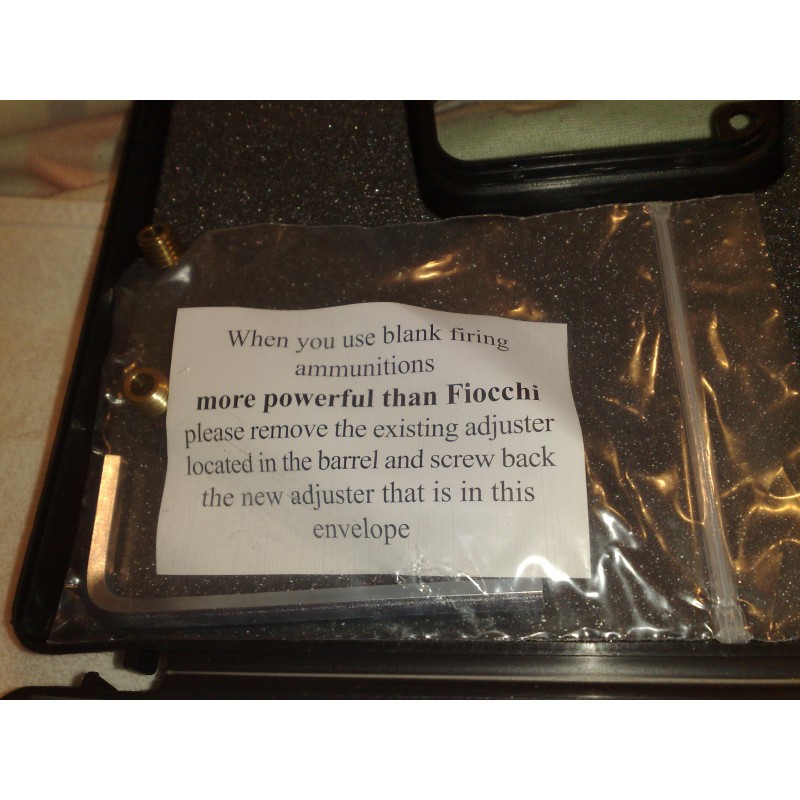 When you use blank firing
ammunitions
more powerful than Fiocchi
please remove the existing adjuster
located in the barrel and screw back
the new adjuster that is in this
envelope